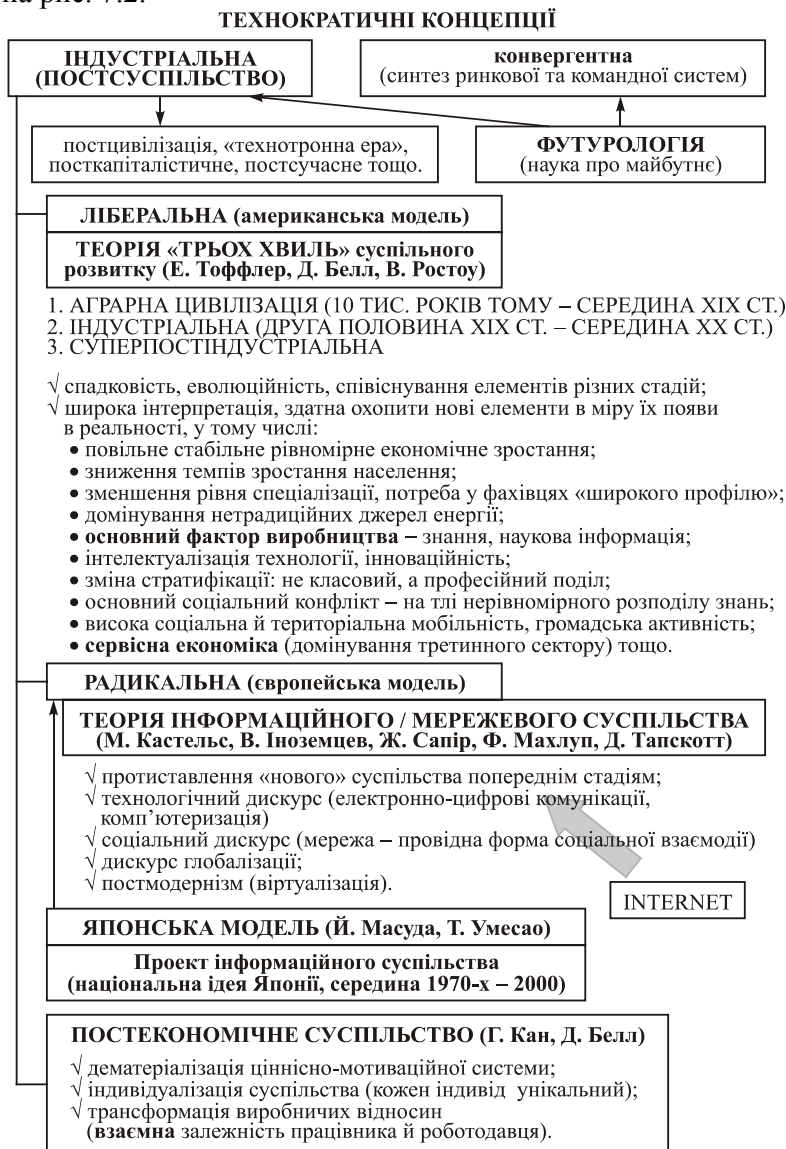 на рис. 7.2.
ТЕХНОКРАТИЧНІ КОНЦЕПЦІЇ
ІНДУСТРІАЛЬНА
(ПОСТСУСПІЛЬСТВО)
конвергентна
(синтез ринкової та командної систем)
постцивілізація, «технотронна ера»,
посткапіталістичне, постсучасне тощо.
ФУТУРОЛОГІЯ
(наука про майбутнє)
ЛІБЕРАЛЬНА (американська модель)
ТЕОРІЯ «ТРЬОХ ХВИЛЬ» суспільного
розвитку (Е. Тоффлер, Д. Белл, В. Ростоу)
1. АГРАРНА ЦИВІЛІЗАЦІЯ (10 ТИС. РОКІВ ТОМУ – СЕРЕДИНА ХІХ СТ.)
2. ІНДУСТРІАЛЬНА (ДРУГА ПОЛОВИНА ХІХ СТ. – СЕРЕДИНА ХХ СТ.)
3. СУПЕРПОСТІНДУСТРІАЛЬНА
√ спадковість, еволюційність, співіснування елементів різних стадій;
√ широка інтерпретація, здатна охопити нові елементи в міру їх появи
в реальності, у тому числі:
• повільне стабільне рівномірне економічне зростання;
• зниження темпів зростання населення;
• зменшення рівня спеціалізації, потреба у фахівцях «широкого профілю»;
• домінування нетрадиційних джерел енергії;
• основний фактор виробництва – знання, наукова інформація;
• інтелектуалізація технології, інноваційність;
• зміна стратифікації: не класовий, а професійний поділ;
• основний соціальний конфлікт – на тлі нерівномірного розподілу знань;
• висока соціальна й територіальна мобільність, громадська активність;
• сервісна економіка (домінування третинного сектору) тощо.
РАДИКАЛЬНА (європейська модель)
ТЕОРІЯ ІНФОРМАЦІЙНОГО / МЕРЕЖЕВОГО СУСПІЛЬСТВА
(М. Кастельс, В. Іноземцев, Ж. Сапір, Ф. Махлуп, Д. Тапскотт)
√ протиставлення «нового» суспільства попереднім стадіям;
√ технологічний дискурс (електронно-цифрові комунікації,
комп’ютеризація)
√ соціальний дискурс (мережа – провідна форма соціальної взаємодії)
√ дискурс глобалізації;
√ постмодернізм (віртуалізація).
INTERNET
ЯПОНСЬКА МОДЕЛЬ (Й. Масуда, Т. Умесао)
Проект інформаційного суспільства
(національна ідея Японії, середина 1970-х – 2000)
ПОСТЕКОНОМІЧНЕ СУСПІЛЬСТВО (Г. Кан, Д. Белл)
√ дематеріалізація ціннісно-мотиваційної системи;
√ індивідуалізація суспільства (кожен індивід унікальний);
√ трансформація виробничих відносин
(взаємна залежність працівника й роботодавця).